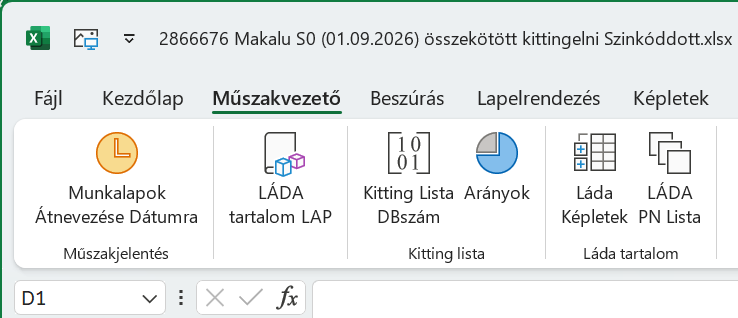 2866676 Makalu S0 (01.09.2026) összekötött kittingelni Szinkóddott.xlsx
Fájl Kezdőlap Műszakvezető Beszúrás Lapelrendezés Képletek
Munkalapok
Átnevezése Dátumra
Műszakjelentés
LÁDA
tartalom LAP
Kitting Lista
DBszám
Arányok
Kitting lista
Láda
Képletek
LÁDA
PN Lista
Láda tartalom
D1
fx